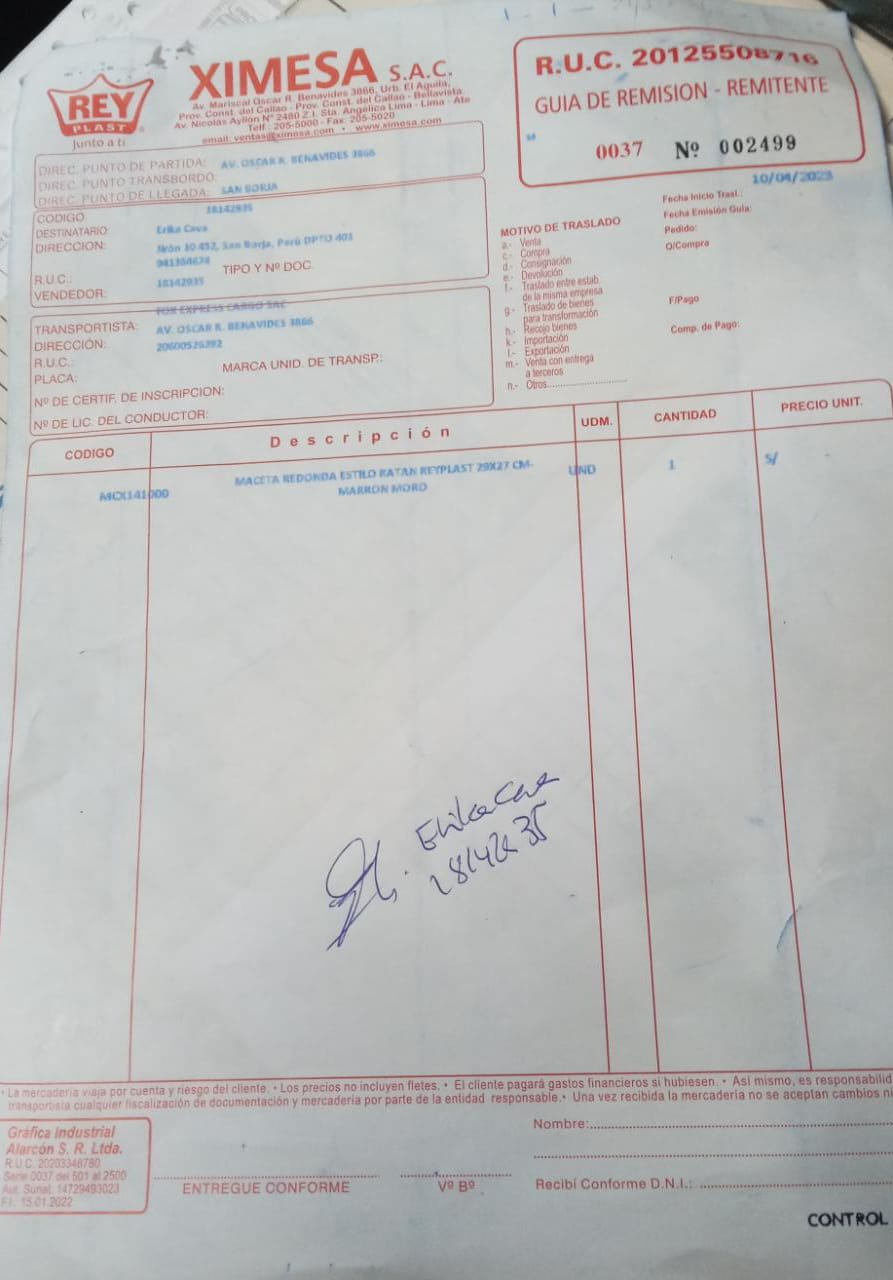 REY
PLAST
Junto a ti
XIMESA S.A.C.
Av. Mariscal Oscar R. Benavides 3866, Urb. El Aguila,
Prov. Const. del Callao - Prov. Const. del Callao - Bellavista.
Av. Nicolás Ayllon N° 2480 Z.I. Sta. Angélica Lima - Lima - Ate
Telf.: 205-5000 - Fax: 205-5020
email: ventas@ximesa.com • www.ximesa.com
R.U.C. 20125508716
GUIA DE REMISION - REMITENTE
0037 Nº 002499
DIREC. PUNTO DE PARTIDA: AV. OSCAR R. BENAVIDES 3866
DIREC. PUNTO TRANSBORDO:
DIREC. PUNTO DE LLEGADA: SAN BORJA
CODIGO 18142935
DESTINATARIO Erika Cava
DIRECCION: Jirón 10 452, San Borja, Perú DPTO 403
TIPO Y Nº DOC.
R.U.C.: 18142935
VENDEDOR:
FOX EXPRESS CARGO SAC
TRANSPORTISTA: AV. OSCAR R. BENAVIDES 3866
DIRECCIÓN: 20600526392
R.U.C.:
MARCA UNID. DE TRANSP.:
PLACA:
Nº DE CERTIF. DE INSCRIPCION:
Nº DE LIC. DEL CONDUCTOR:
10/04/2023
MOTIVO DE TRASLADO
a.- Venta
c.- Compra
d.- Consignación
e.- Devolución
f.- Traslado entre estab.
de la misma empresa
g.- Traslado de bienes
para transformación
h.- Recojo bienes
k.- Importación
l.- Exportación
m.- Venta con entrega
a terceros
n.- Otros
Fecha Inicio Trasl.:
Fecha Emisión Guia:
Pedido:
O/Compra
F/Pago
Comp. de Pago:
CODIGO Descripción UDM. CANTIDAD PRECIO UNIT.
MCX141000 MACETA REDONDA ESTILO RATAN REYPLAST 29X27 CM- UND 1 S/
MARRON MORO
Erika Cava
18142935
• La mercaderia viaja por cuenta y riesgo del cliente. • Los precios no incluyen fletes. • El cliente pagará gastos financieros si hubiesen. • Asi mismo, es responsabilid
transportista cualquier fiscalización de documentación y mercadería por parte de la entidad responsable.• Una vez recibida la mercadería no se aceptan cambios ni
Gráfica Industrial
Alarcón S. R. Ltda.
R.U.C. 20203346780
Serie 0037 del 501 al 2500
Aut. Sunat: 14729493023
F.I.: 15.01.2022
ENTREGUE CONFORME
Vº Bº
Nombre:
Recibí Conforme D.N.I.:
CONTROL